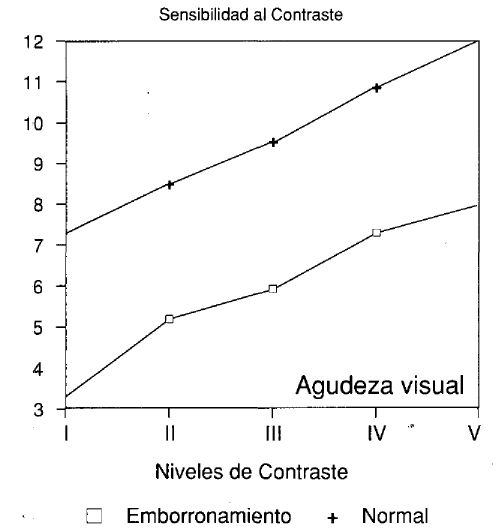 Sensibilidad al Contraste
12
11
10
9
8
7
6
5
4
3
Agudeza visual
I II III IV V
Niveles de Contraste
Emborronamiento Normal